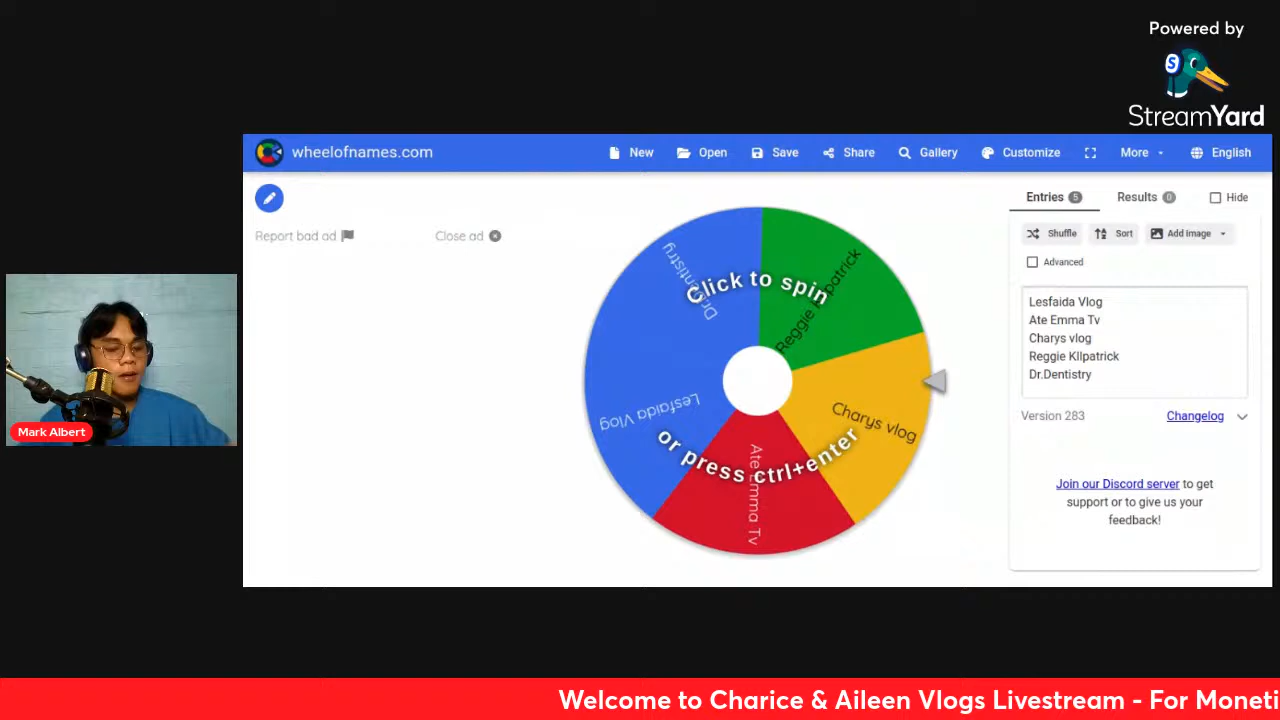 Powered by
StreamYard
wheelofnames.com
New
Open
Save
Share
Gallery
Customize
More
English
Report bad ad
Close ad
Entries 5
Results 0
Hide
Shuffle
Sort
Add image
Advanced
Lesfaida Vlog
Ate Emma Tv
Charys vlog
Reggie KIlpatrick
Dr.Dentistry
Version 283
Changelog
Join our Discord server to get
support or to give us your
feedback!
Click to spin
or press ctrl+enter
Dr.Dentistry
Reggie KIlpatrick
Charys vlog
Ate Emma Tv
Lesfaida Vlog
Mark Albert
Welcome to Charice & Aileen Vlogs Livestream - For Moneti